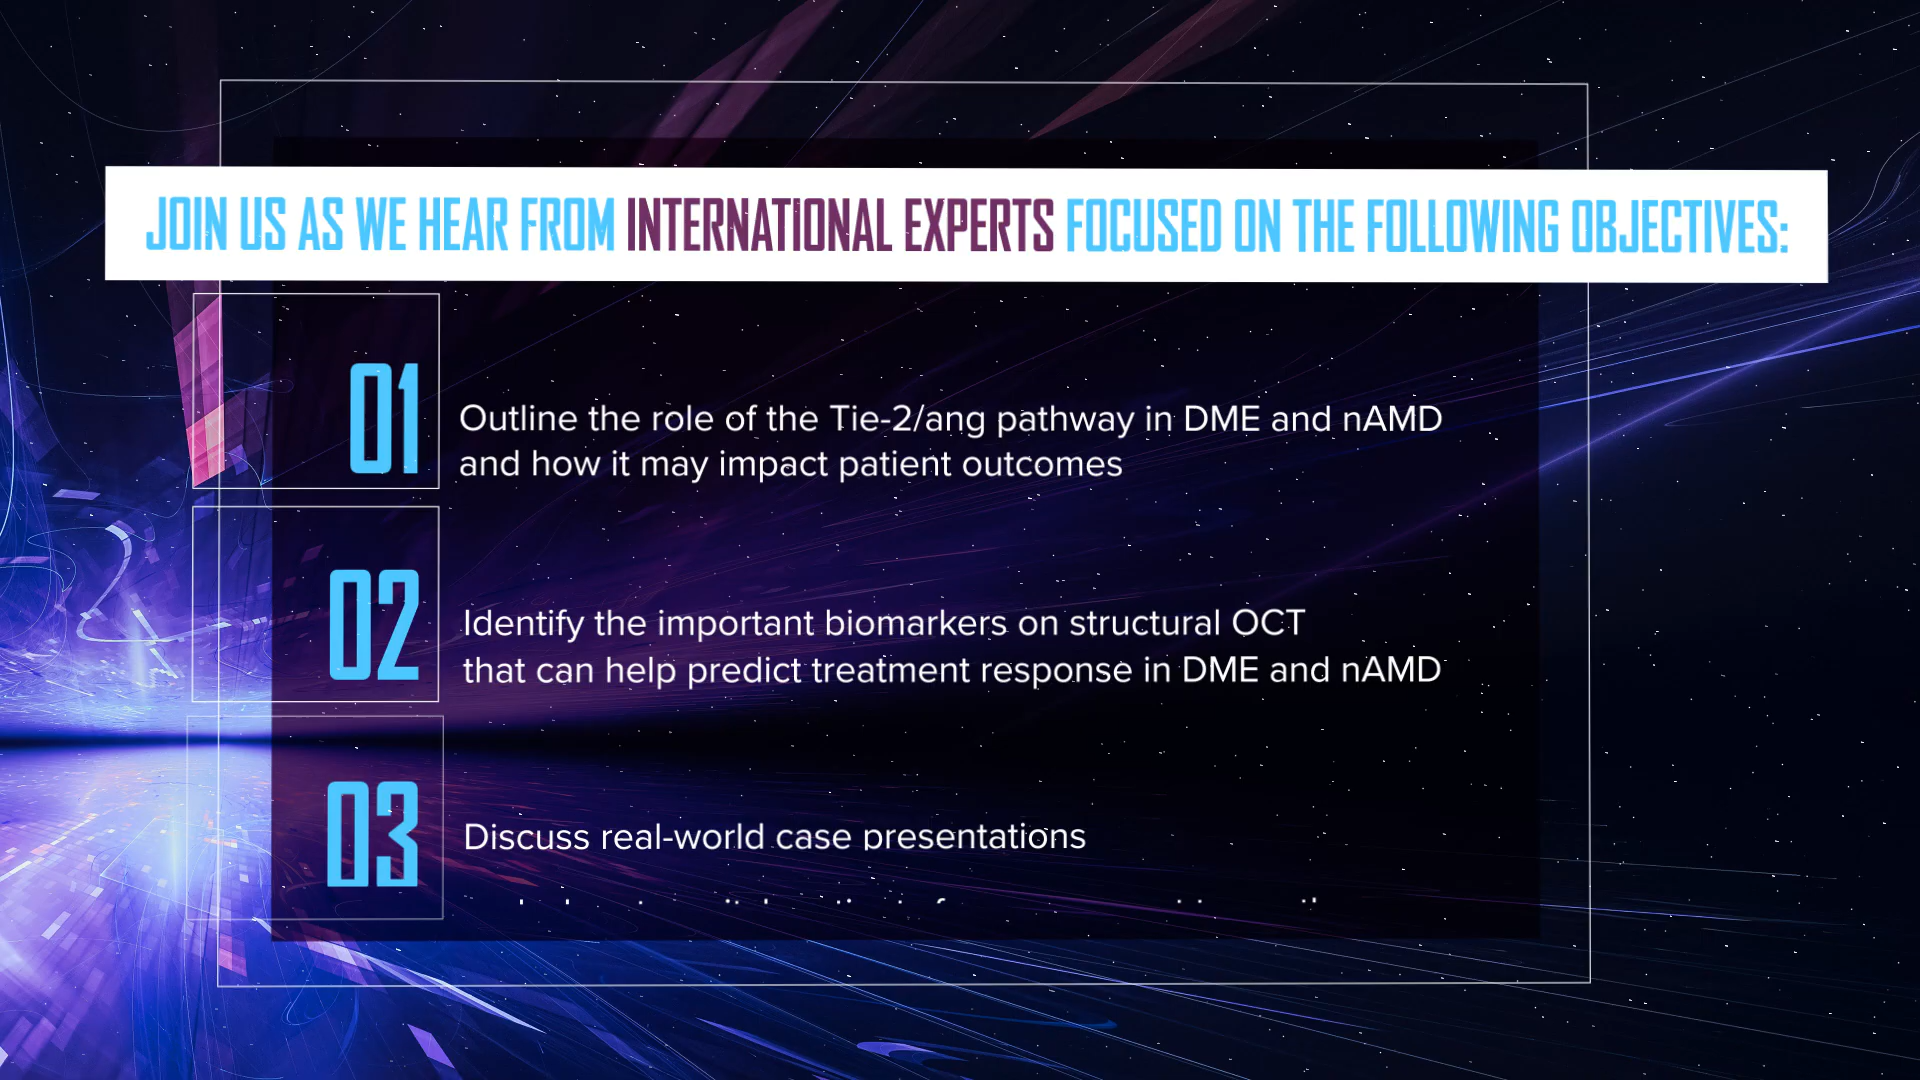 JOIN US AS WE HEAR FROM INTERNATIONAL EXPERTS FOCUSED ON THE FOLLOWING OBJECTIVES:
01
Outline the role of the Tie-2/ang pathway in DME and nAMD
and how it may impact patient outcomes
02
Identify the important biomarkers on structural OCT
that can help predict treatment response in DME and nAMD
03
Discuss real-world case presentations